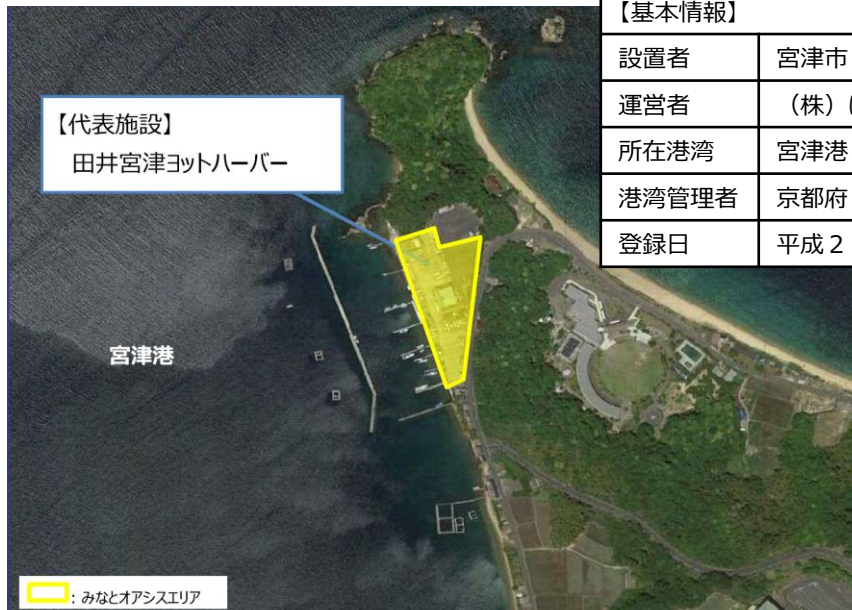 【基本情報】
設置者 宮津市
運営者 （株）
所在港湾 宮津港
港湾管理者 京都府
登録日 平成２
【代表施設】
田井宮津ヨットハーバー
宮津港
：みなとオアシスエリア